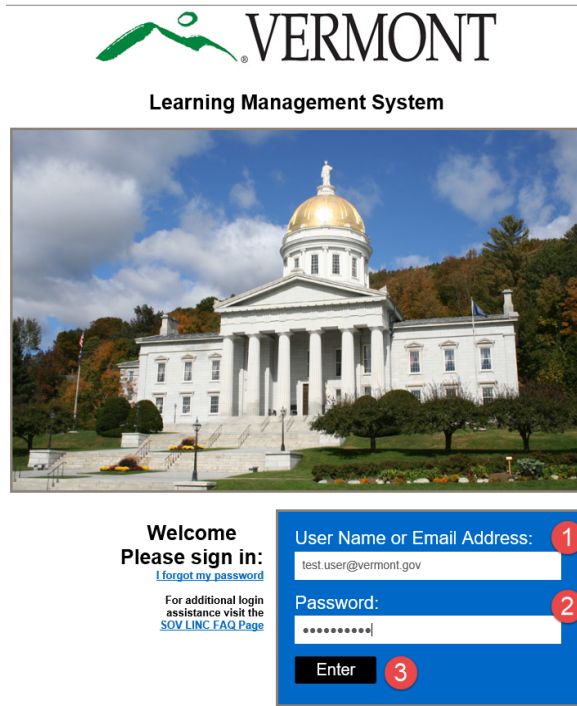 VERMONT
Learning Management System
Welcome
Please sign in:
I forgot my password
For additional login
assistance visit the
SOV LINC FAQ Page
User Name or Email Address:
1
test.user@vermont.gov
Password:
2
••••••••••
Enter
3